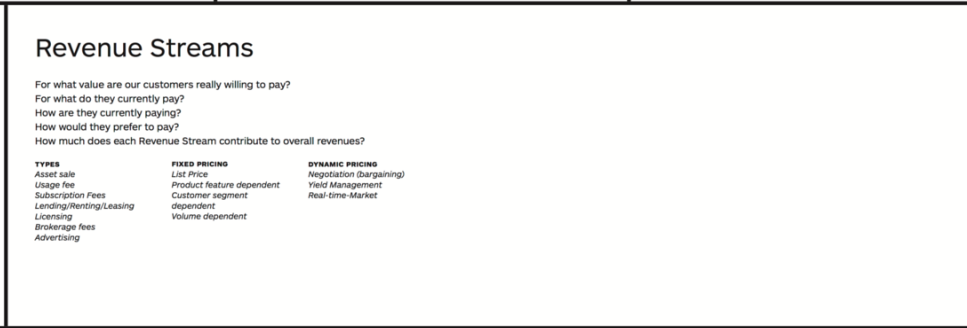 Revenue Streams
For what value are our customers really willing to pay?
For what do they currently pay?
How are they currently paying?
How would they prefer to pay?
How much does each Revenue Stream contribute to overall revenues?
TYPES
Asset sale
Usage fee
Subscription Fees
Lending/Renting/Leasing
Licensing
Brokerage fees
Advertising
FIXED PRICING
List Price
Product feature dependent
Customer segment
dependent
Volume dependent
DYNAMIC PRICING
Negotiation (bargaining)
Yield Management
Real-time-Market